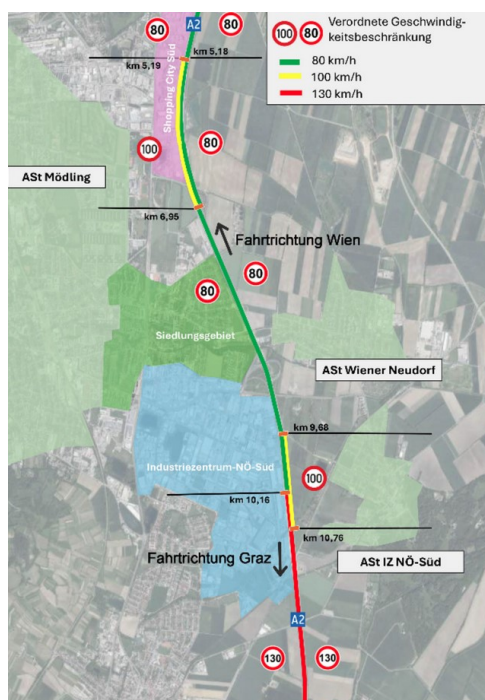 A2
80
80
100 80 Verordnete Geschwindig-
keitsbeschränkung
80 km/h
100 km/h
130 km/h
km 5,19
km 5,18
Shopping City Süd
100
80
ASt Mödling
km 6,95
Fahrtrichtung Wien
80
80
Siedlungsgebiet
ASt Wiener Neudorf
km 9,68
Industriezentrum-NÖ-Süd
100
km 10,16
km 10,76
Fahrtrichtung Graz
ASt IZ NÖ-Süd
A2
130
130